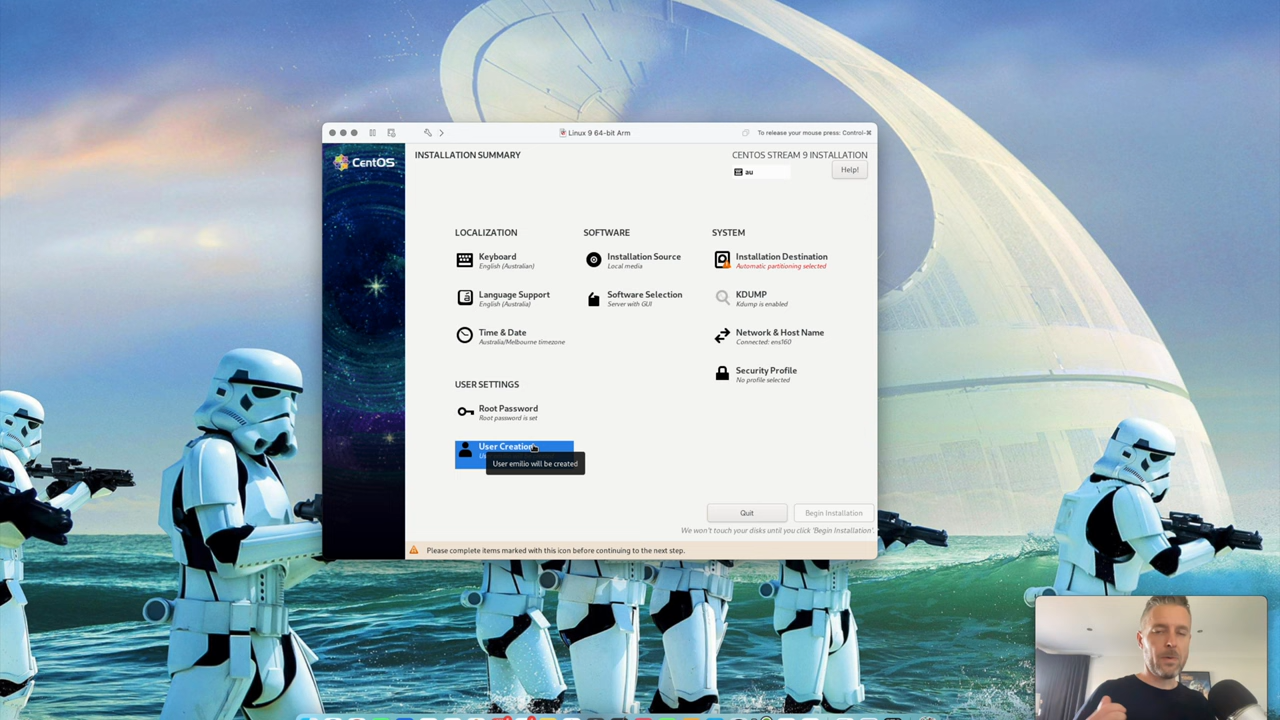 Linux 9 64-bit Arm
To release your mouse press: Control-⌘
CentOS
INSTALLATION SUMMARY
CENTOS STREAM 9 INSTALLATION
au
Help!
LOCALIZATION
Keyboard
English (Australian)
Language Support
English (Australia)
Time & Date
Australia/Melbourne timezone
SOFTWARE
Installation Source
Local media
Software Selection
Server with GUI
SYSTEM
Installation Destination
Automatic partitioning selected
KDUMP
Kdump is enabled
Network & Host Name
Connected: ens160
Security Profile
No profile selected
USER SETTINGS
Root Password
Root password is set
User Creation
User emilio will be created
Quit
Begin Installation
We won't touch your disks until you click 'Begin Installation'.
Please complete items marked with this icon before continuing to the next step.